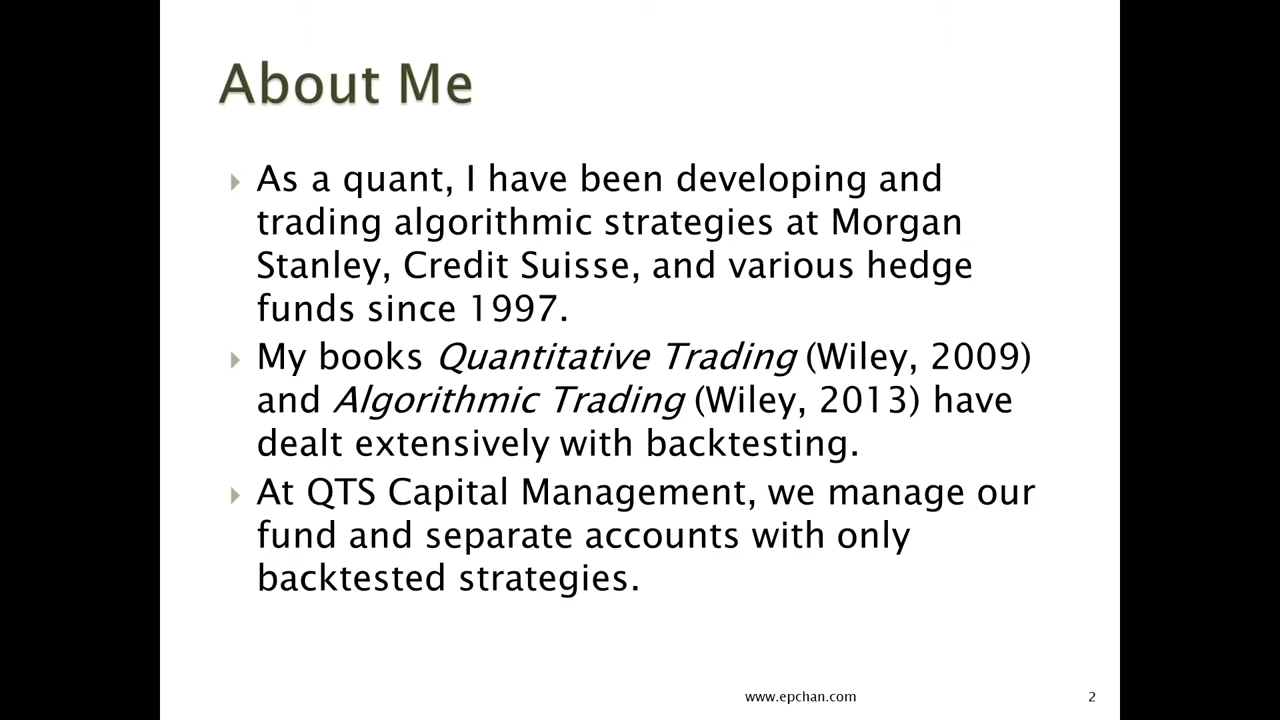 About Me
As a quant, I have been developing and
trading algorithmic strategies at Morgan
Stanley, Credit Suisse, and various hedge
funds since 1997.
My books Quantitative Trading (Wiley, 2009)
and Algorithmic Trading (Wiley, 2013) have
dealt extensively with backtesting.
At QTS Capital Management, we manage our
fund and separate accounts with only
backtested strategies.
www.epchan.com
2